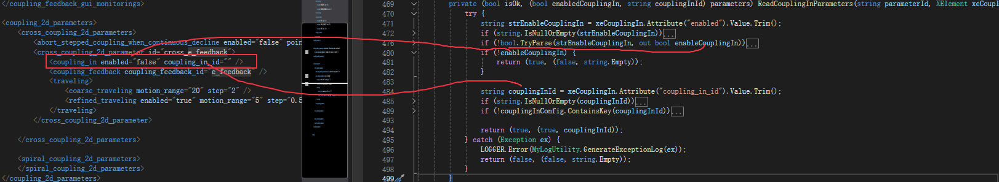 </coupling_feedback_gui_monitorings>
<coupling_2d_parameters>
<cross_coupling_2d_parameters>
<abort_stepped_coupling_when_continuous_decline enabled="false" poin
<cross_coupling_2d_parameter id="cross_e_feedback">
<coupling_in enabled="false" coupling_in_id="" />
<coupling_feedback coupling_feedback_id="e_feedback" />
<traveling>
<coarse_traveling motion_range="20" step="2" />
<refined_traveling enabled="true" motion_range="5" step="0.5
</traveling>
</cross_coupling_2d_parameter>
</cross_coupling_2d_parameters>
<spiral_coupling_2d_parameters>
</spiral_coupling_2d_parameters>
</coupling_2d_parameters>
469 private (bool isOk, (bool enabledCouplingIn, string couplingInId) parameters) ReadCouplingInParameters(string parameterId, XElement xeCoupl
470 try {
471 string strEnableCouplingIn = xeCouplingIn.Attribute("enabled").Value.Trim();
472 if (string.IsNullOrEmpty(strEnableCouplingIn))...
476 if (!bool.TryParse(strEnableCouplingIn, out bool enableCouplingIn))...
480 if (!enableCouplingIn) {
481 return (true, (false, string.Empty));
482 }
483
484 string couplingInId = xeCouplingIn.Attribute("coupling_in_id").Value.Trim();
485 if (string.IsNullOrEmpty(couplingInId))...
489 if (!couplingInConfig.ContainsKey(couplingInId))...
493
494 return (true, (true, couplingInId));
495 } catch (Exception ex) {
496 LOGGER.Error(MyLogUtility.GenerateExceptionLog(ex));
497 return (false, (false, string.Empty));
498 }
499 }